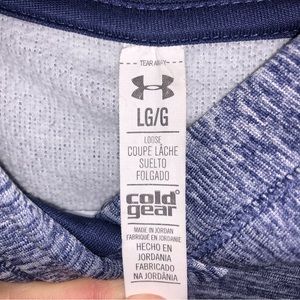 TEAR AWAY
LG/G
LOOSE
COUPE LÂCHE
SUELTO
FOLGADO
cold
gear
MADE IN JORDAN
FABRIQUÉ EN JORDANIE
HECHO EN
JORDANIA
FABRICADO
NA JORDÂNIA